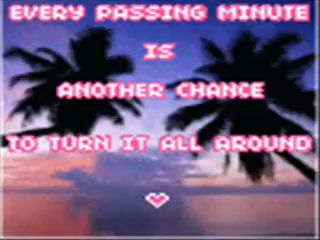 EVERY PASSING MINUTE
IS
ANOTHER CHANCE
TO TURN IT ALL AROUND